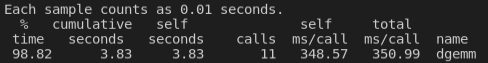 Each sample counts as 0.01 seconds.
  %   cumulative   self              self     total
 time   seconds   seconds    calls  ms/call  ms/call  name
 98.82      3.83     3.83       11   348.57   350.99  dgemm